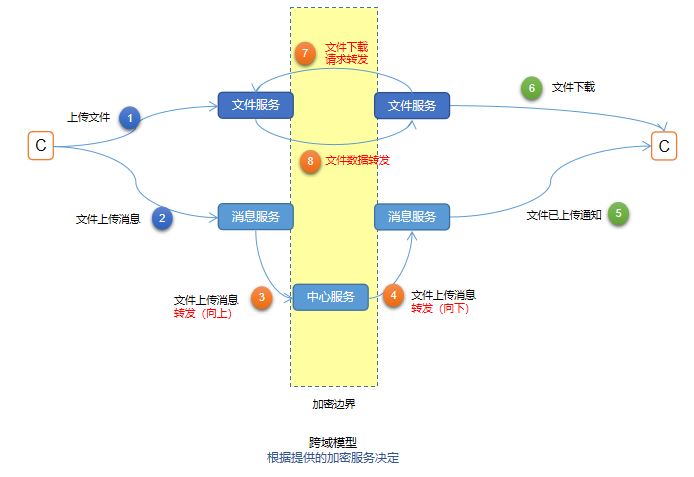 7
文件下载
请求转发
6
文件下载
文件服务
文件服务
上传文件
1
C
C
8
文件数据转发
文件上传消息
2
消息服务
消息服务
文件已上传通知
5
文件上传消息
转发（向上）
3
中心服务
4
文件上传消息
转发（向下）
加密边界
跨域模型
根据提供的加密服务决定